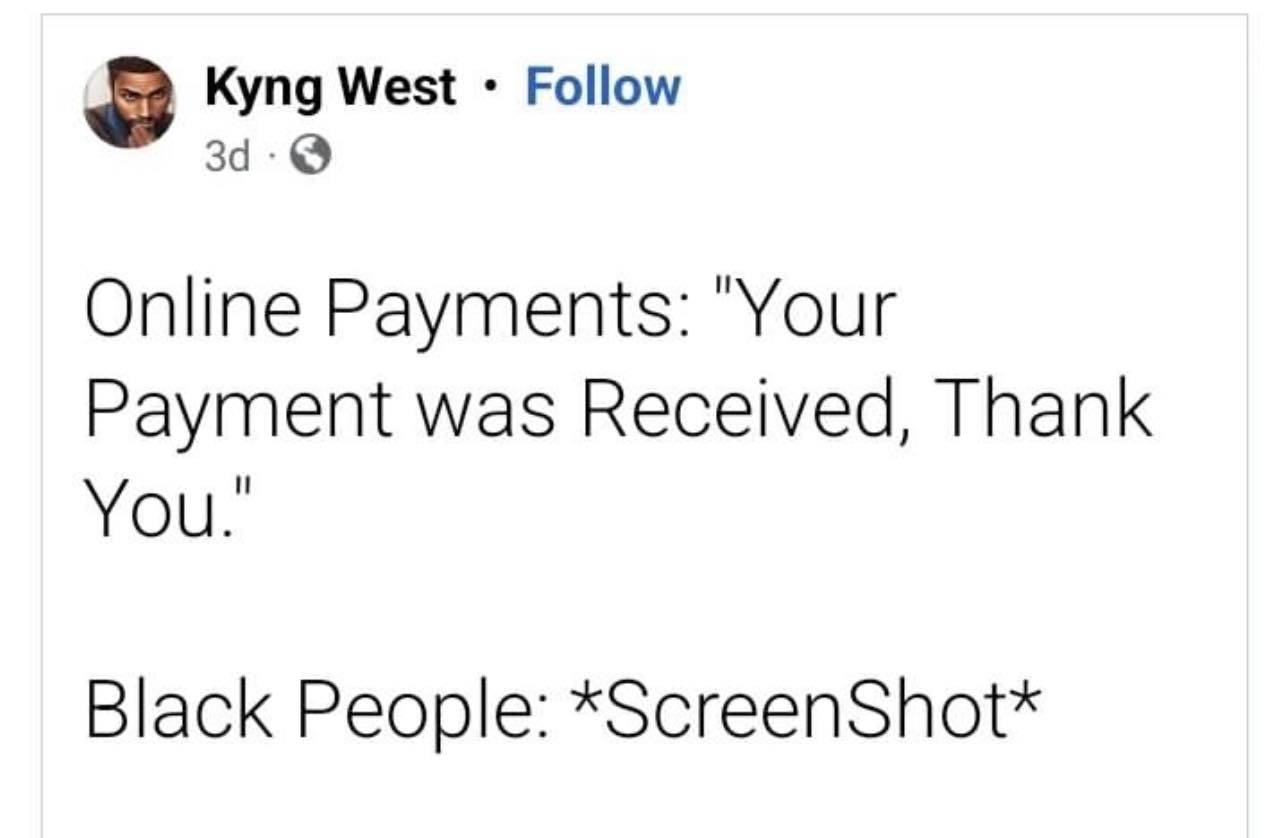 Kyng West • Follow
3d ·
Online Payments: "Your
Payment was Received, Thank
You."
Black People: *ScreenShot*